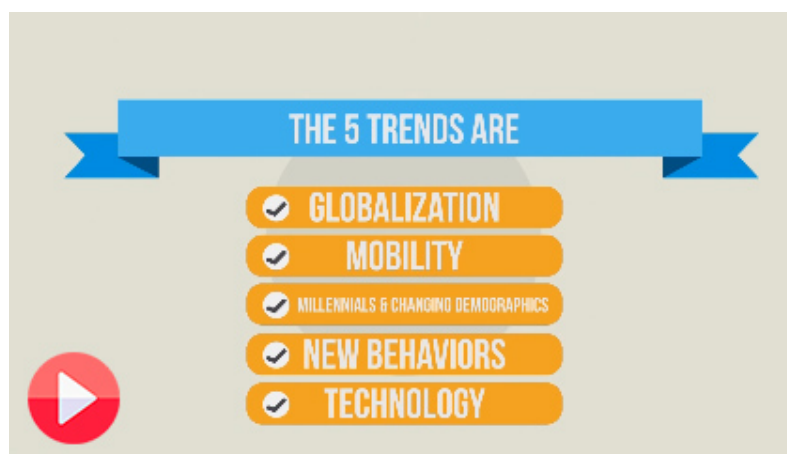 THE 5 TRENDS ARE
GLOBALIZATION
MOBILITY
MILLENNIALS & CHANGING DEMOGRAPHICS
NEW BEHAVIORS
TECHNOLOGY